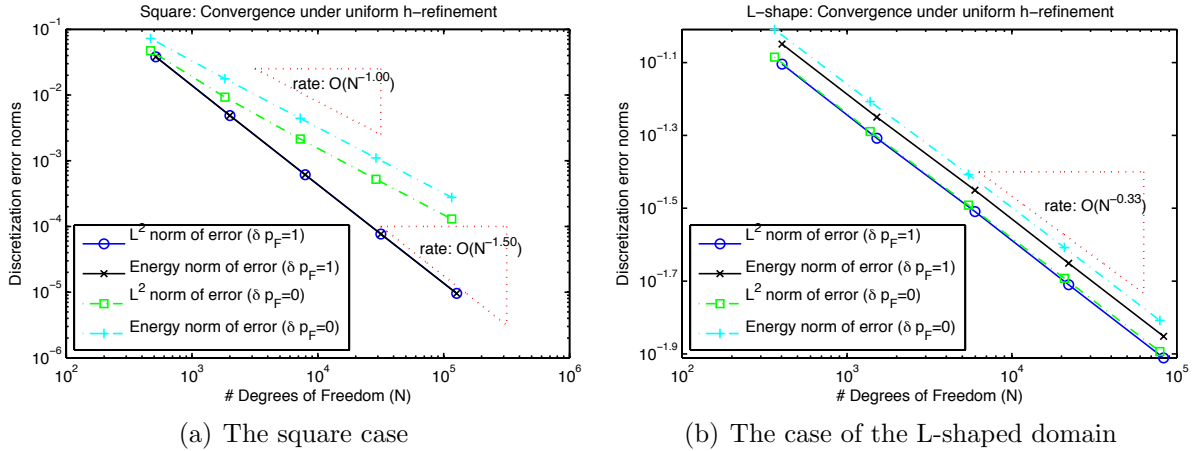 Square: Convergence under uniform h−refinement
10^−1
10^−2
10^−3
10^−4
10^−5
10^−6
Discretization error norms
rate: O(N^−1.00)
rate: O(N^−1.50)
L^2 norm of error (δ p_F=1)
Energy norm of error (δ p_F=1)
L^2 norm of error (δ p_F=0)
Energy norm of error (δ p_F=0)
10^2
10^3
10^4
10^5
10^6
# Degrees of Freedom (N)
(a) The square case
L−shape: Convergence under uniform h−refinement
10^−1.1
10^−1.3
10^−1.5
10^−1.7
10^−1.9
Discretization error norms
rate: O(N^−0.33)
L^2 norm of error (δ p_F=1)
Energy norm of error (δ p_F=1)
L^2 norm of error (δ p_F=0)
Energy norm of error (δ p_F=0)
10^2
10^3
10^4
10^5
# Degrees of Freedom (N)
(b) The case of the L-shaped domain